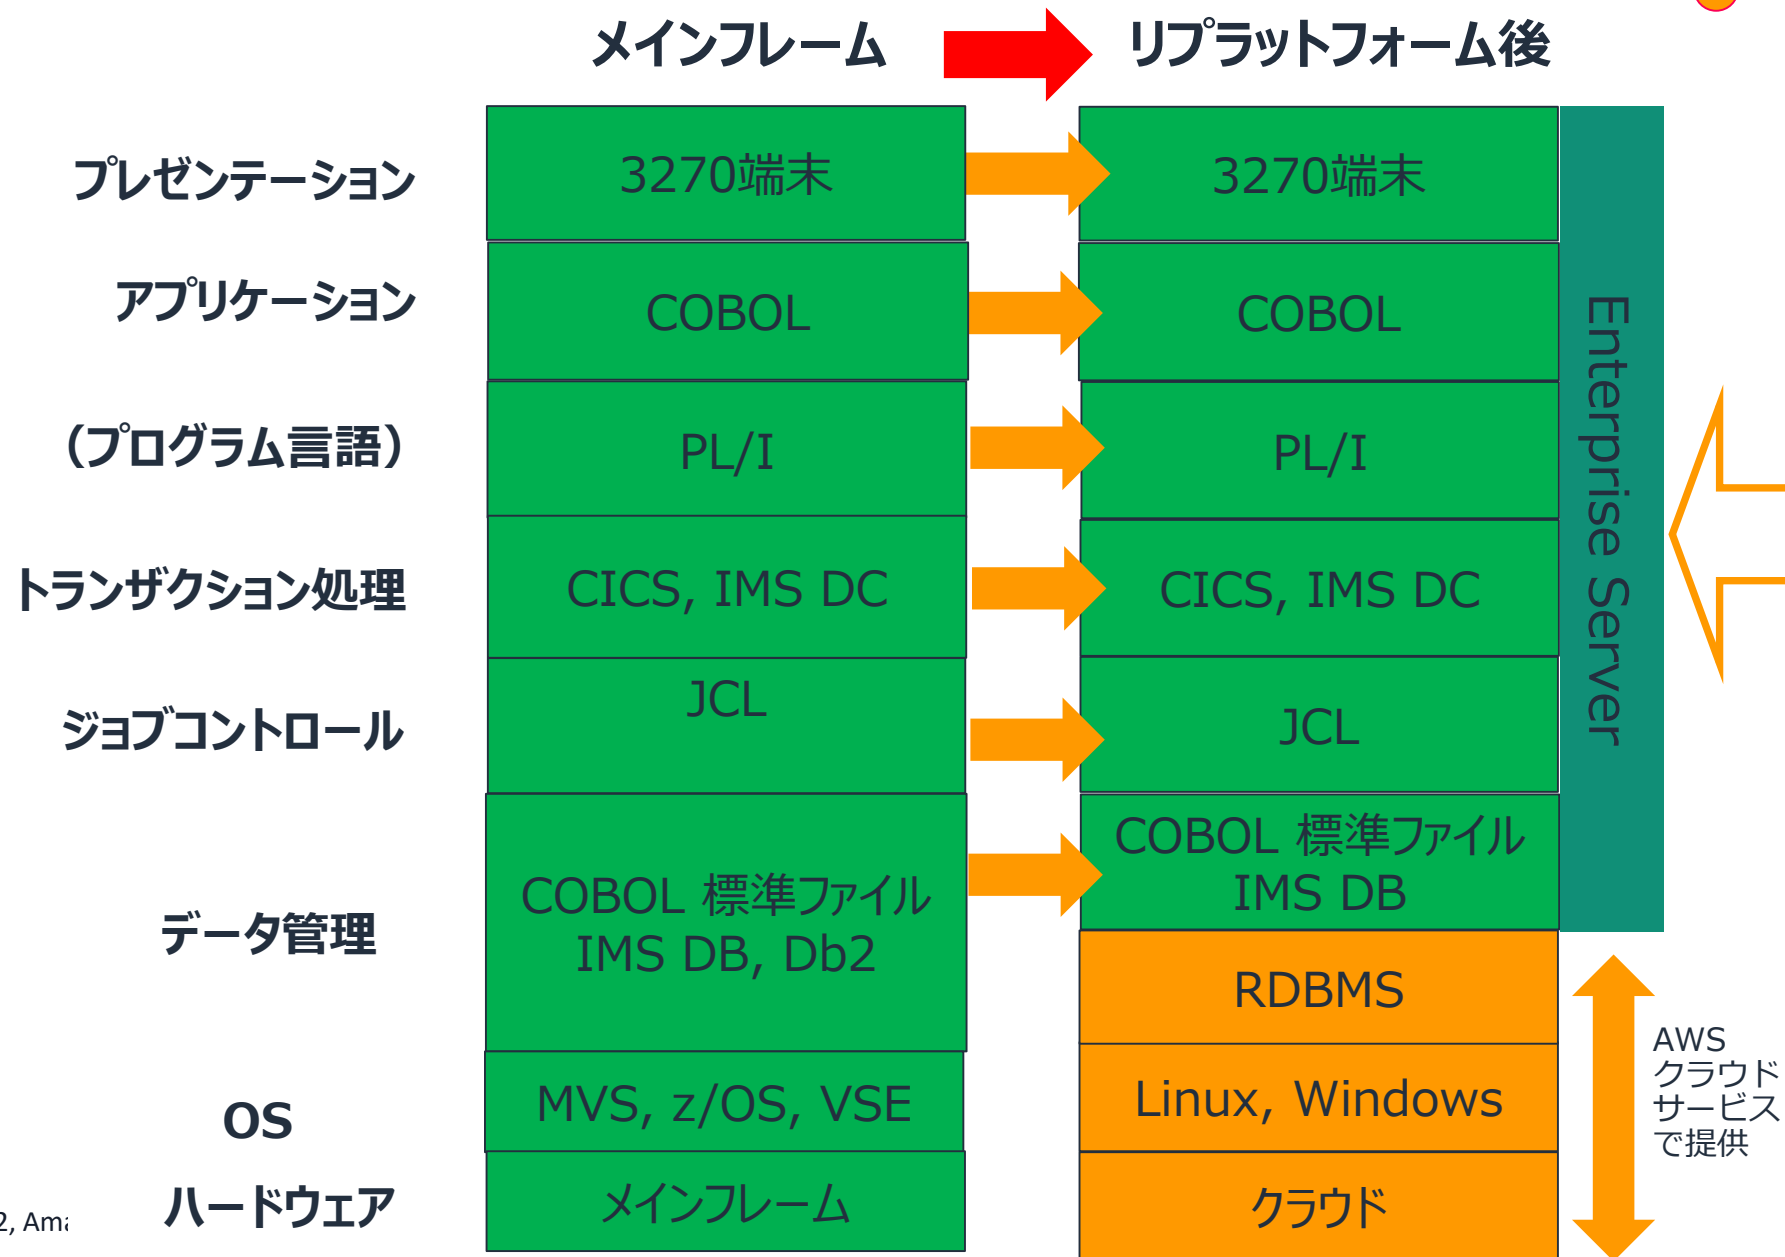 メインフレーム
リプラットフォーム後
プレゼンテーション
3270端末
3270端末
アプリケーション
COBOL
COBOL
（プログラム言語）
PL/I
PL/I
トランザクション処理
CICS, IMS DC
CICS, IMS DC
ジョブコントロール
JCL
JCL
データ管理
COBOL 標準ファイル
IMS DB, Db2
COBOL 標準ファイル
IMS DB
RDBMS
Enterprise Server
OS
MVS, z/OS, VSE
Linux, Windows
AWS
クラウド
サービス
で提供
ハードウェア
メインフレーム
クラウド
2, Ama